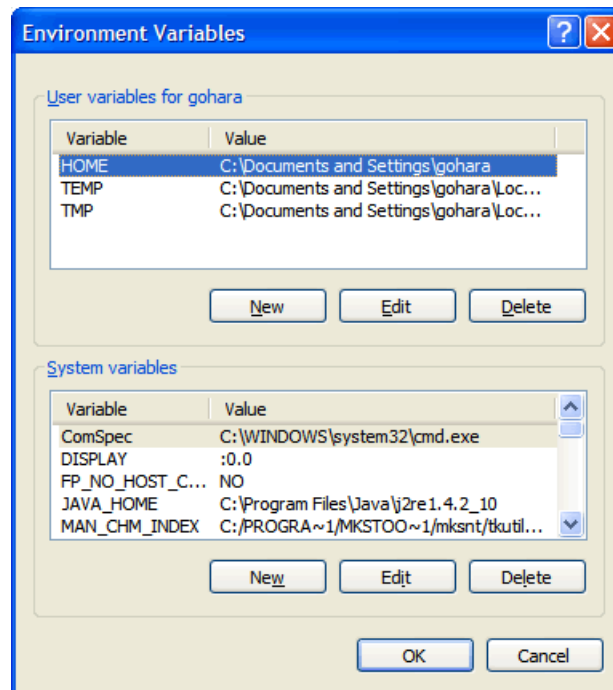 Environment Variables
User variables for gohara
Variable Value
HOME C:\Documents and Settings\gohara
TEMP C:\Documents and Settings\gohara\Loc...
TMP C:\Documents and Settings\gohara\Loc...
New Edit Delete
System variables
Variable Value
ComSpec C:\WINDOWS\system32\cmd.exe
DISPLAY :0.0
FP_NO_HOST_C... NO
JAVA_HOME C:\Program Files\Java\j2re1.4.2_10
MAN_CHM_INDEX C:/PROGRA~1/MKSTOO~1/mksnt/tkutil...
New Edit Delete
OK Cancel